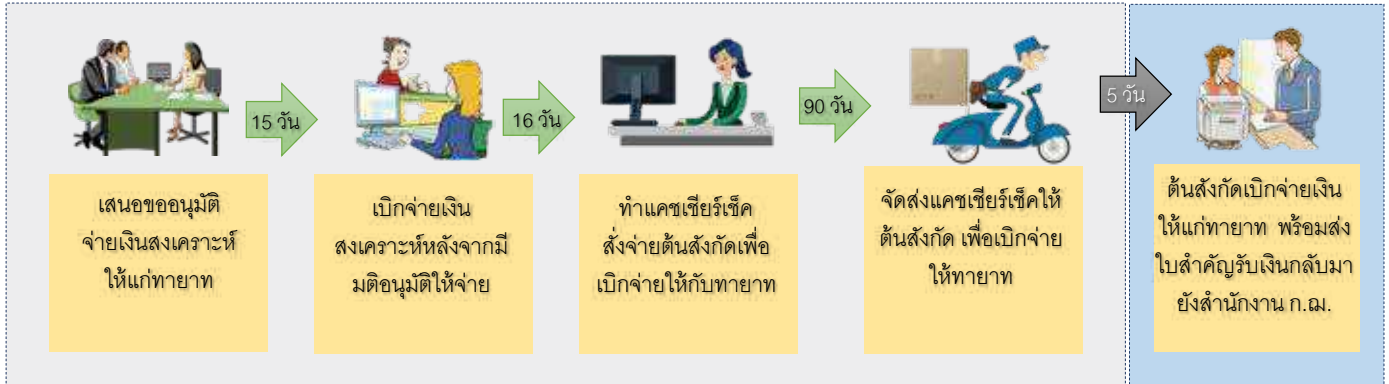 15 วัน
16 วัน
90 วัน
5 วัน
เสนอขออนุมัติ
จ่ายเงินสงเคราะห์
ให้แก่ทายาท
เบิกจ่ายเงิน
สงเคราะห์หลังจากมี
มติอนุมัติให้จ่าย
ทำแคชเชียร์เช็ค
สั่งจ่ายต้นสังกัดเพื่อ
เบิกจ่ายให้กับทายาท
จัดส่งแคชเชียร์เช็คให้
ต้นสังกัด เพื่อเบิกจ่าย
ให้ทายาท
ต้นสังกัดเบิกจ่ายเงิน
ให้แก่ทายาท พร้อมส่ง
ใบสำคัญรับเงินกลับมา
ยังสำนักงาน ก.ฌ.